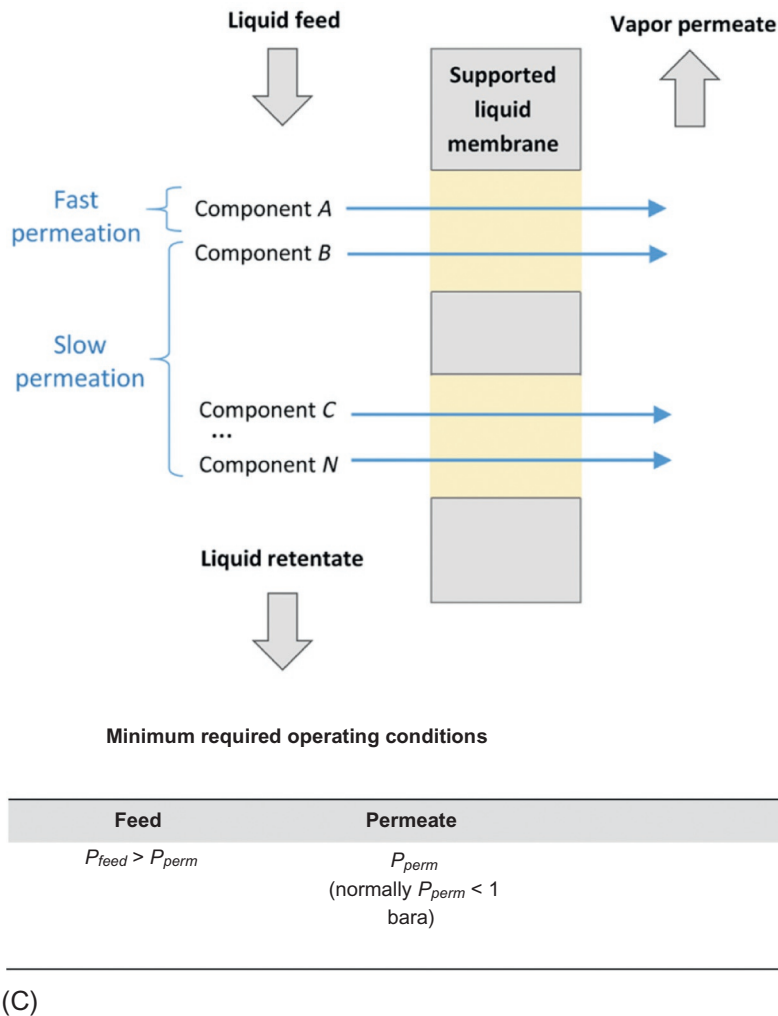 Liquid feed
Vapor permeate
Supported
liquid
membrane
Fast
permeation
Component A
Component B
Slow
permeation
Component C
...
Component N
Liquid retentate
Minimum required operating conditions
Feed Permeate
Pfeed > Pperm Pperm
(normally Pperm < 1
bara)
(C)